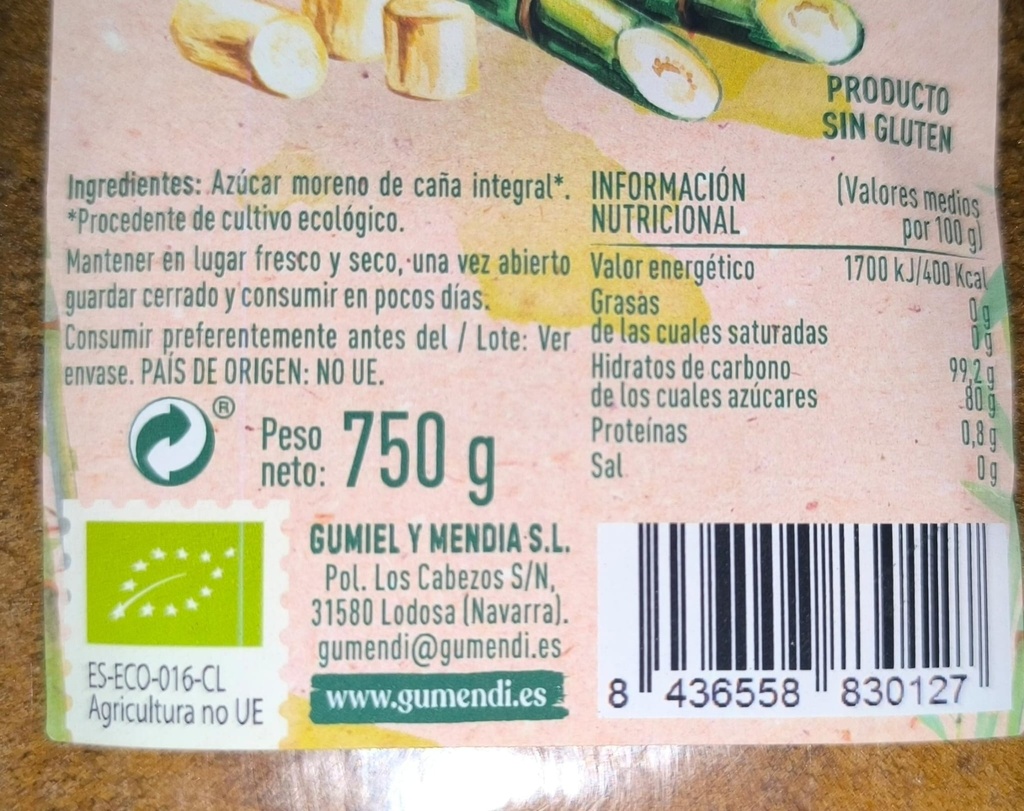 PRODUCTO
SIN GLUTEN
Ingredientes: Azúcar moreno de caña integral*.
*Procedente de cultivo ecológico.
Mantener en lugar fresco y seco, una vez abierto
guardar cerrado y consumir en pocos días.
Consumir preferentemente antes del / Lote: Ver
envase. PAÍS DE ORIGEN: NO UE.
®
Peso
neto: 750 g
INFORMACIÓN
NUTRICIONAL
(Valores medios
por 100 g)
Valor energético 1700 kJ/400 Kcal
Grasas 0 g
de las cuales saturadas 0 g
Hidratos de carbono 99,2 g
de los cuales azúcares 80 g
Proteínas 0,8 g
Sal 0 g
ES-ECO-016-CL
Agricultura no UE
GUMIEL Y MENDIA S.L.
Pol. Los Cabezos S/N,
31580 Lodosa (Navarra).
gumendi@gumendi.es
www.gumendi.es
8 436558 830127